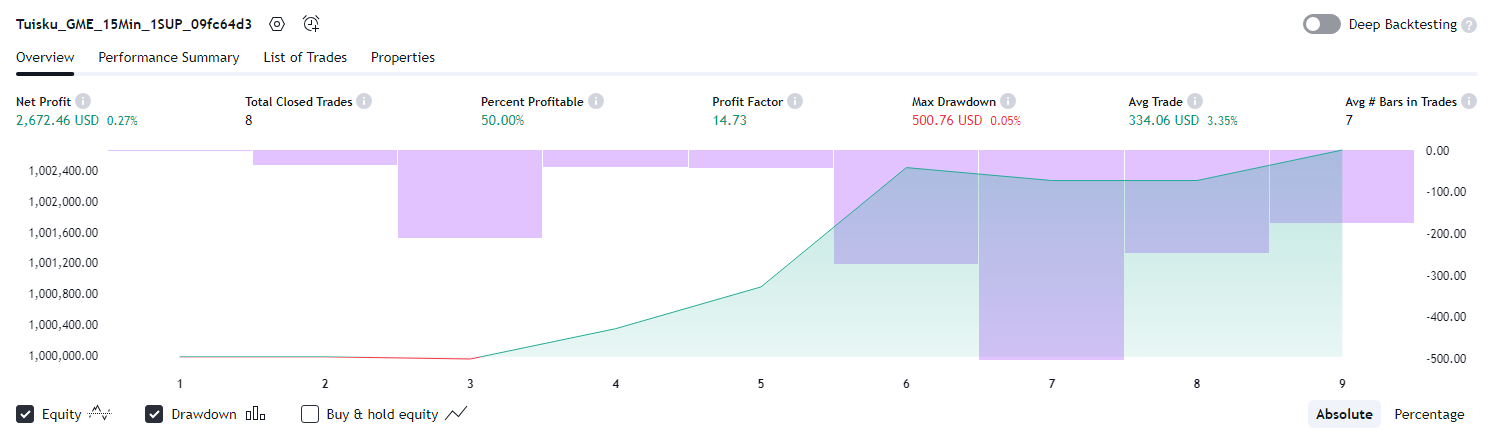 Tuisku_GME_15Min_1SUP_09fc64d3 Deep Backtesting ?
Overview Performance Summary List of Trades Properties
Net Profit i Total Closed Trades i Percent Profitable i Profit Factor i Max Drawdown i Avg Trade i Avg # Bars in Trades i
2,672.46 USD 0.27% 8 50.00% 14.73 500.76 USD 0.05% 334.06 USD 3.35% 7
0.00
1,002,400.00
-100.00
1,002,000.00
1,001,600.00 -200.00
1,001,200.00
-300.00
1,000,800.00
1,000,400.00 -400.00
1,000,000.00 -500.00
1 2 3 4 5 6 7 8 9
Equity Drawdown Buy & hold equity Absolute Percentage